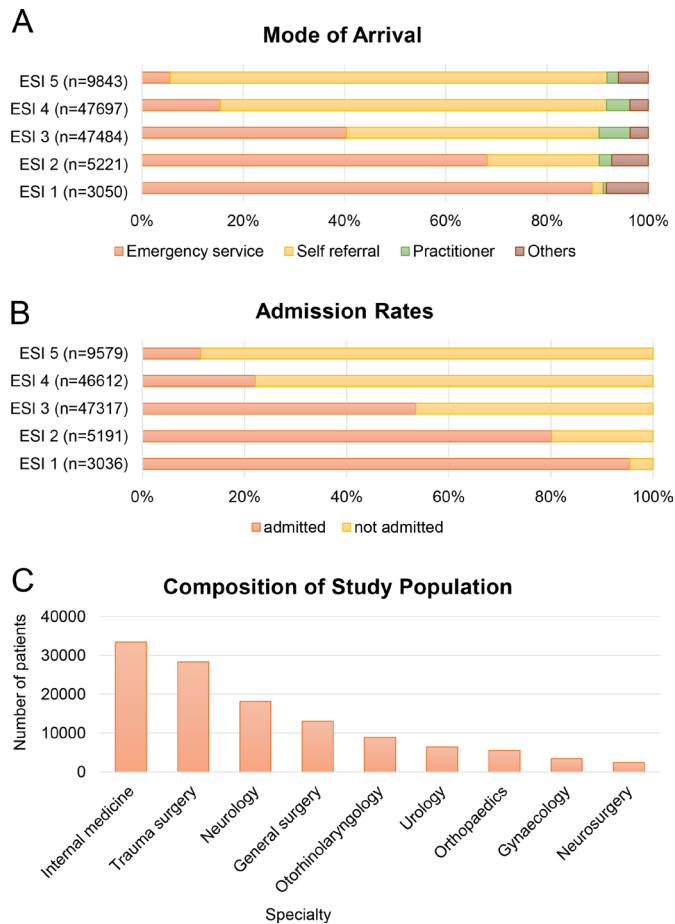 A
Mode of Arrival
ESI 5 (n=9843)
ESI 4 (n=47697)
ESI 3 (n=47484)
ESI 2 (n=5221)
ESI 1 (n=3050)
0% 20% 40% 60% 80% 100%
Emergency service Self referral Practitioner Others
B
Admission Rates
ESI 5 (n=9579)
ESI 4 (n=46612)
ESI 3 (n=47317)
ESI 2 (n=5191)
ESI 1 (n=3036)
0% 20% 40% 60% 80% 100%
admitted not admitted
C
Composition of Study Population
Number of patients
40000
30000
20000
10000
0
Internal medicine
Trauma surgery
Neurology
General surgery
Otorhinolaryngology
Urology
Orthopaedics
Gynaecology
Neurosurgery
Specialty